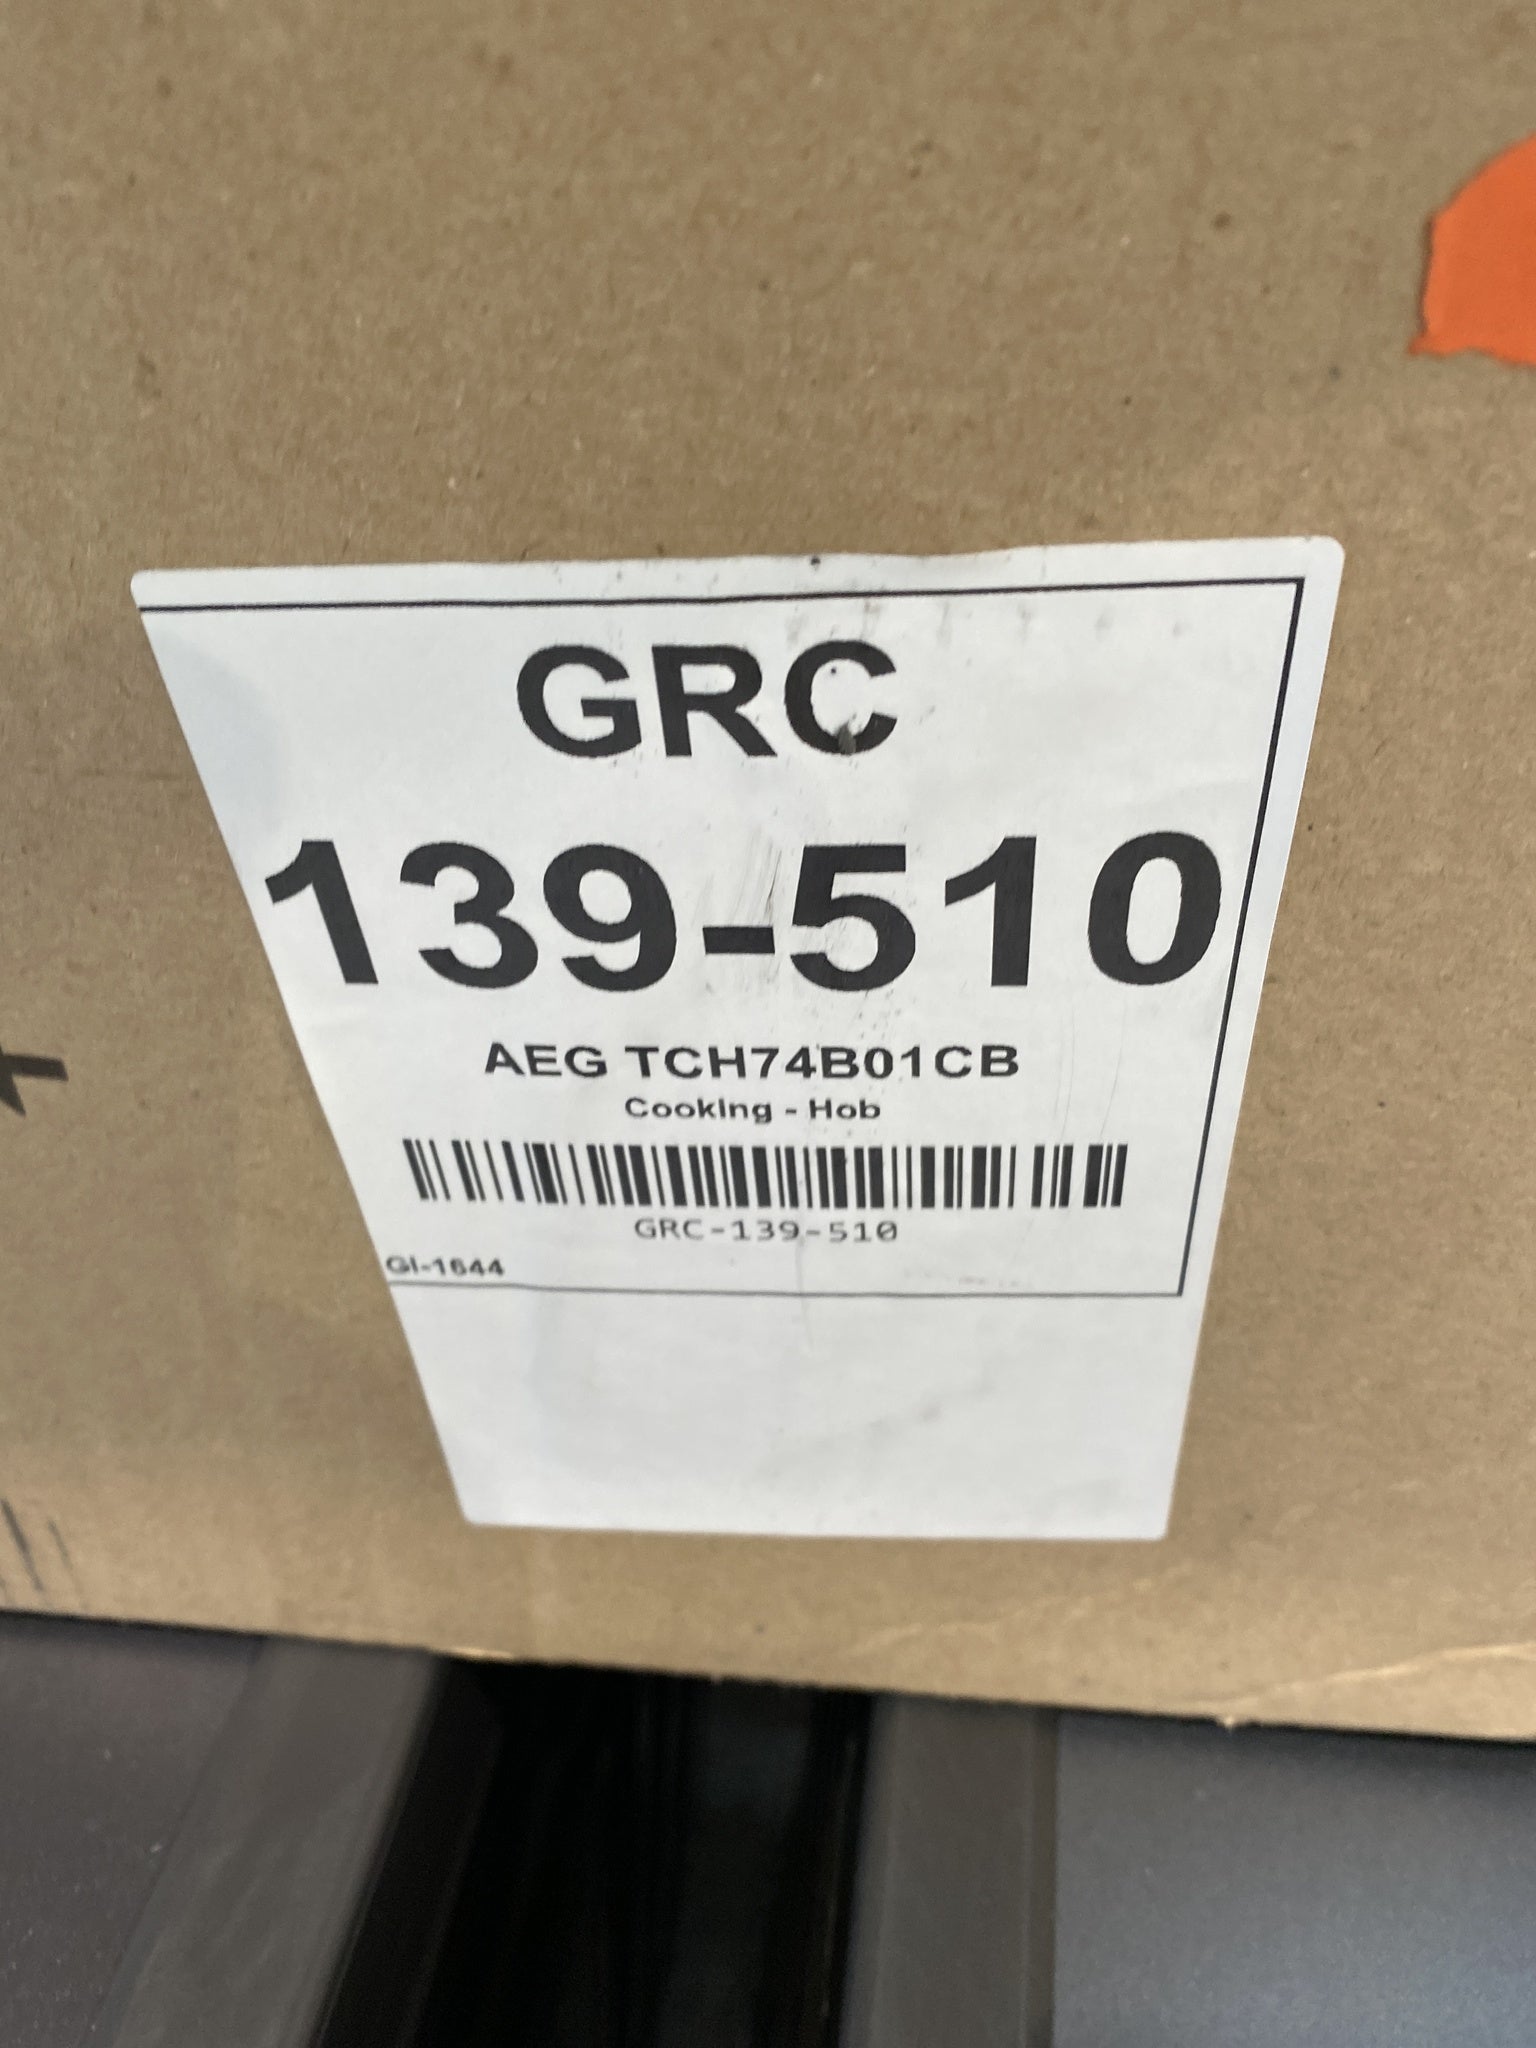 GRC
139-510
AEG TCH74B01CB
Cooking - Hob
GRC-139-510
GI-1644